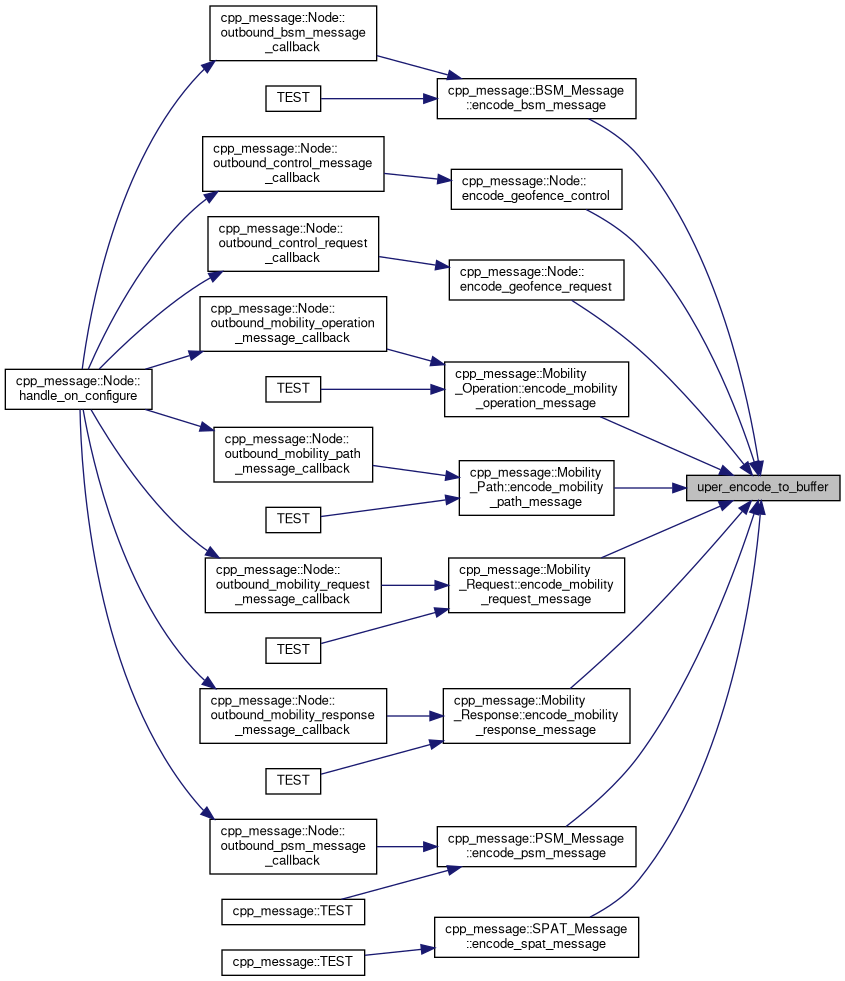 cpp_message::Node::
outbound_bsm_message
_callback
TEST
cpp_message::BSM_Message
::encode_bsm_message
cpp_message::Node::
outbound_control_message
_callback
cpp_message::Node::
encode_geofence_control
cpp_message::Node::
outbound_control_request
_callback
cpp_message::Node::
encode_geofence_request
cpp_message::Node::
outbound_mobility_operation
_message_callback
cpp_message::Node::
handle_on_configure
TEST
cpp_message::Mobility
_Operation::encode_mobility
_operation_message
cpp_message::Node::
outbound_mobility_path
_message_callback
cpp_message::Mobility
_Path::encode_mobility
_path_message
uper_encode_to_buffer
TEST
cpp_message::Node::
outbound_mobility_request
_message_callback
cpp_message::Mobility
_Request::encode_mobility
_request_message
TEST
cpp_message::Node::
outbound_mobility_response
_message_callback
cpp_message::Mobility
_Response::encode_mobility
_response_message
TEST
cpp_message::Node::
outbound_psm_message
_callback
cpp_message::PSM_Message
::encode_psm_message
cpp_message::TEST
cpp_message::SPAT_Message
::encode_spat_message
cpp_message::TEST